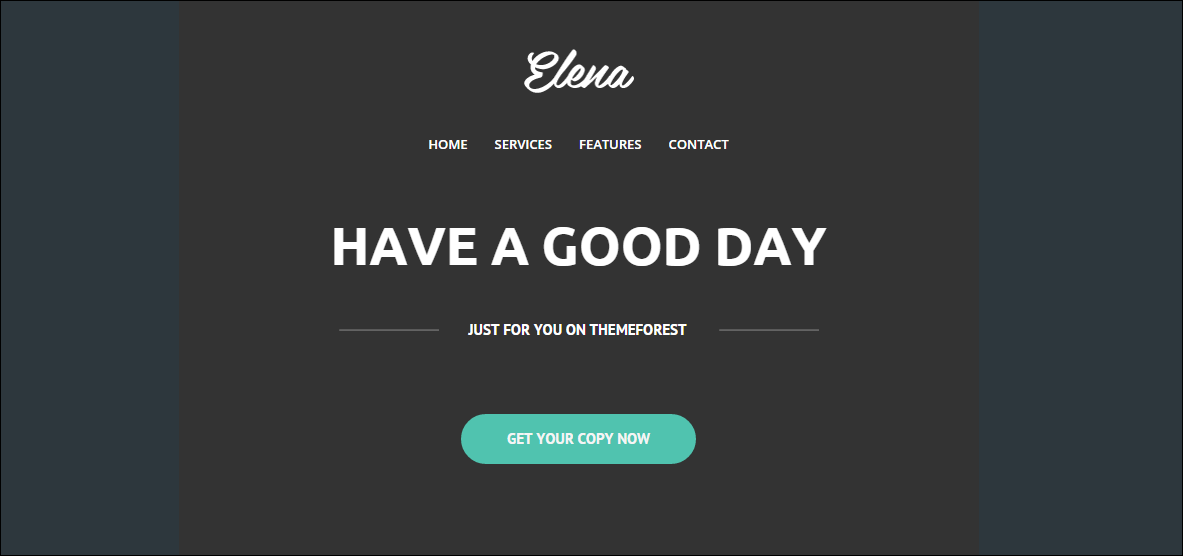 Elena
HOME SERVICES FEATURES CONTACT
HAVE A GOOD DAY
JUST FOR YOU ON THEMEFOREST
GET YOUR COPY NOW